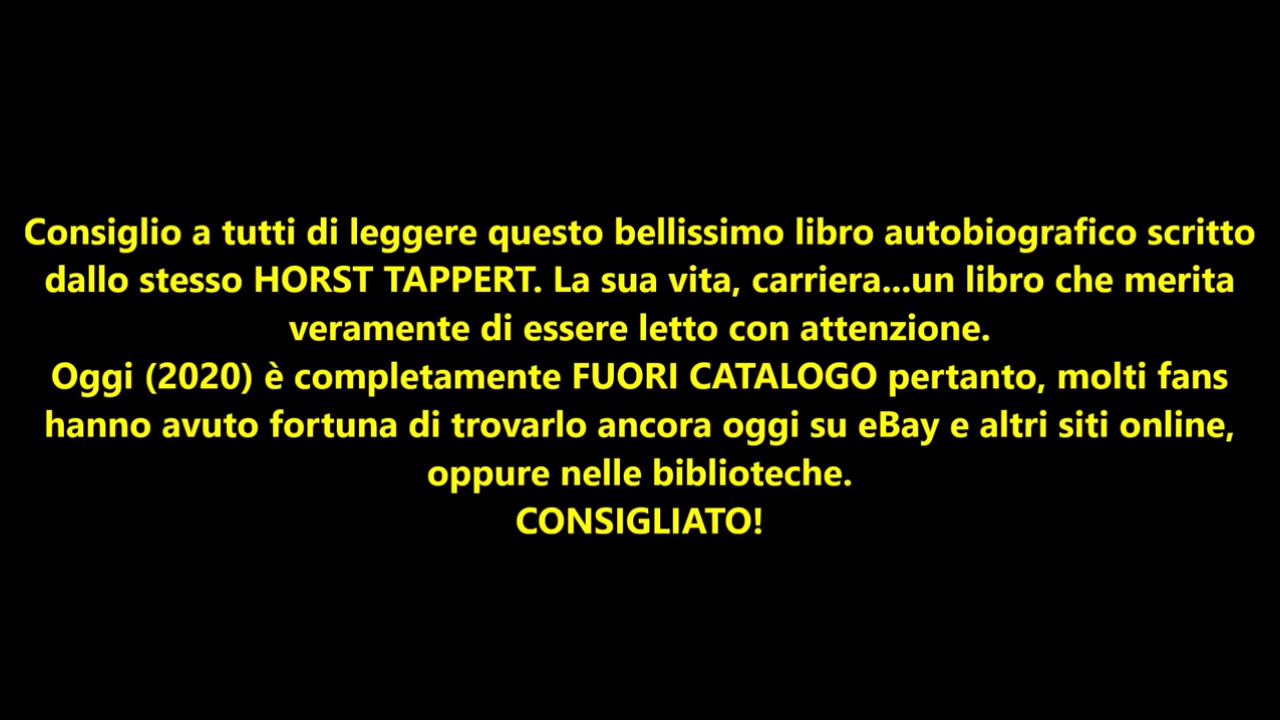 Consiglio a tutti di leggere questo bellissimo libro autobiografico scritto
dallo stesso HORST TAPPERT. La sua vita, carriera...un libro che merita
veramente di essere letto con attenzione.
Oggi (2020) è completamente FUORI CATALOGO pertanto, molti fans
hanno avuto fortuna di trovarlo ancora oggi su eBay e altri siti online,
oppure nelle biblioteche.
CONSIGLIATO!